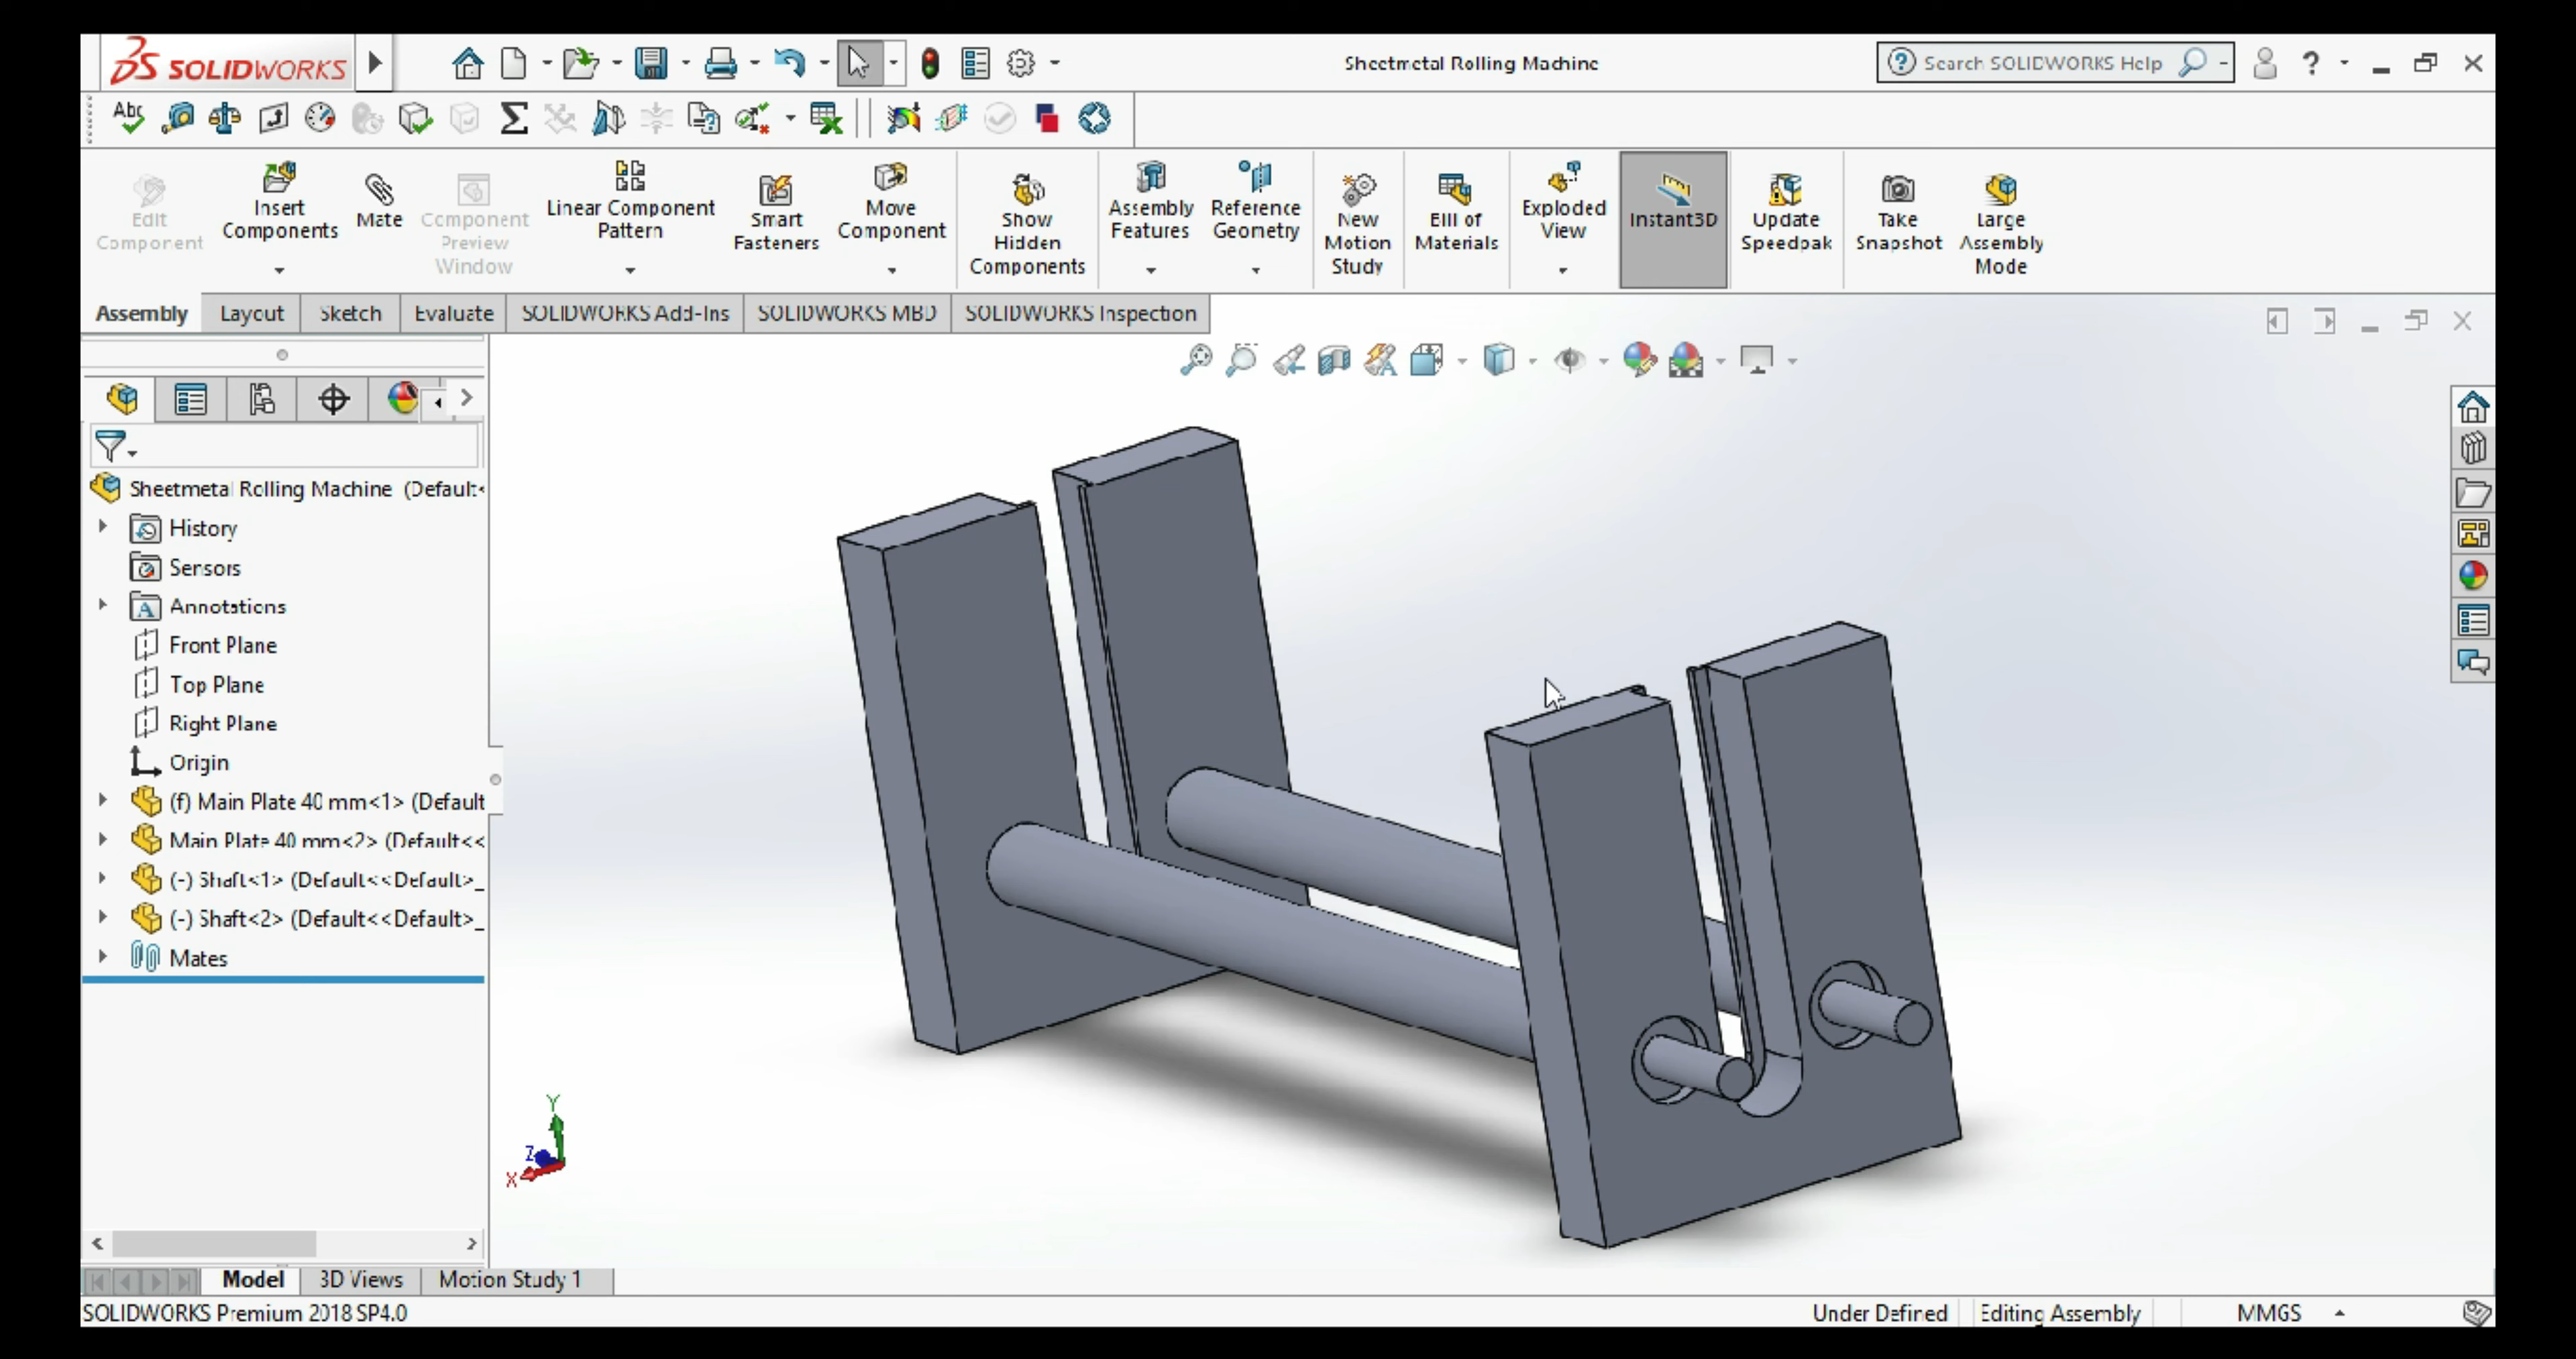 SOLIDWORKS
Sheetmetal Rolling Machine
Search SOLIDWORKS Help
Abc
Edit Component
Insert Components
Mate
Component Preview Window
Linear Component Pattern
Smart Fasteners
Move Component
Show Hidden Components
Assembly Features
Reference Geometry
New Motion Study
Bill of Materials
Exploded View
Instant3D
Update Speedpak
Take Snapshot
Large Assembly Mode
Assembly
Layout
Sketch
Evaluate
SOLIDWORKS Add-Ins
SOLIDWORKS MBD
SOLIDWORKS Inspection
Sheetmetal Rolling Machine (Default<
History
Sensors
Annotations
Front Plane
Top Plane
Right Plane
Origin
(f) Main Plate 40 mm<1> (Default
Main Plate 40 mm<2> (Default<<
(-) Shaft<1> (Default<<Default>_
(-) Shaft<2> (Default<<Default>_
Mates
Y
Z
X
Model
3D Views
Motion Study 1
SOLIDWORKS Premium 2018 SP4.0
Under Defined
Editing Assembly
MMGS